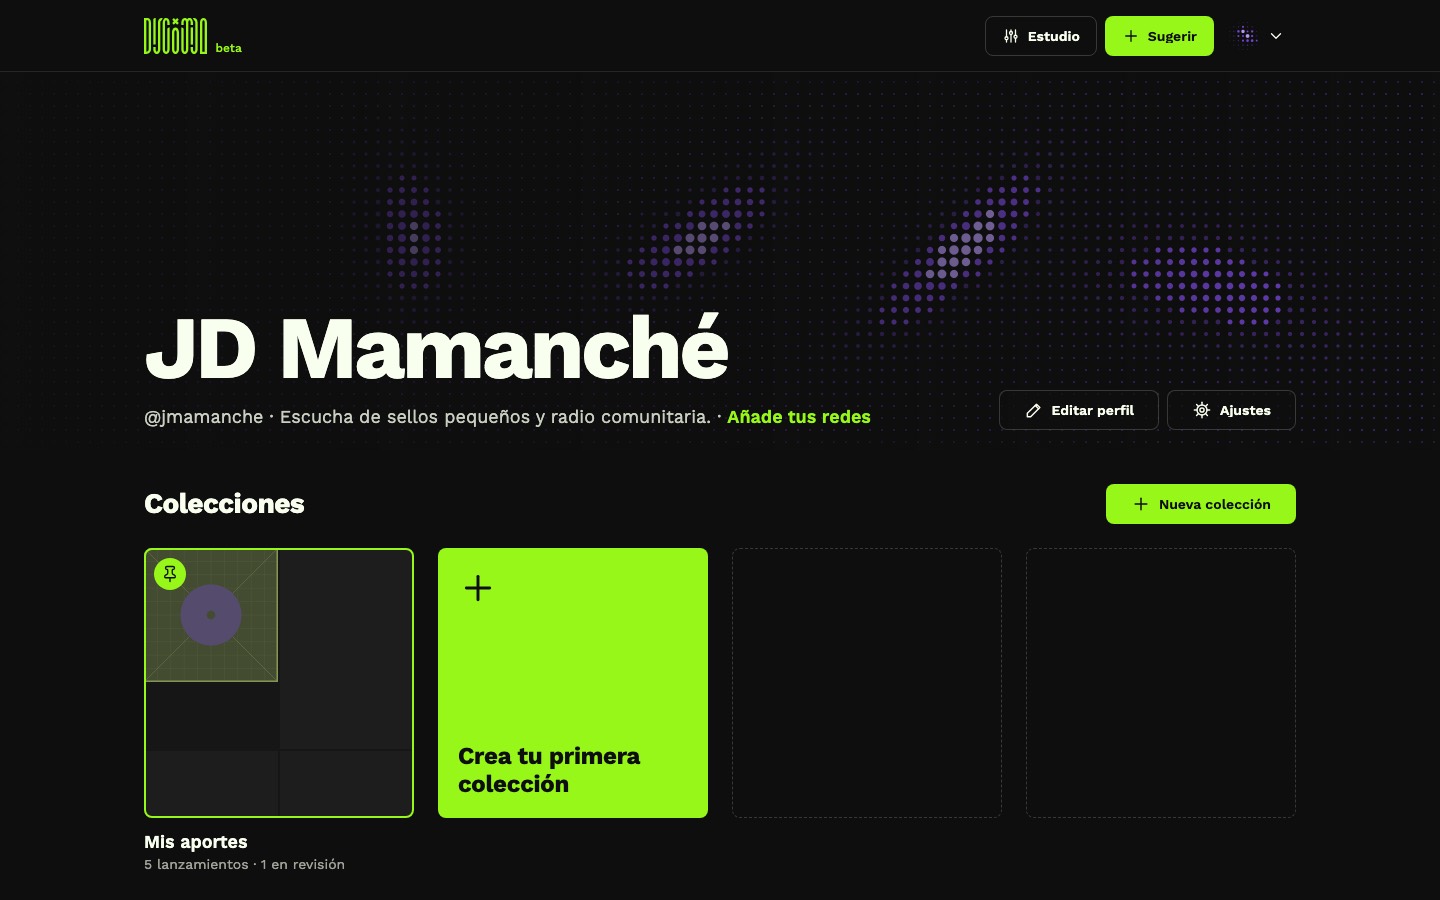 beta
Estudio
Sugerir
JD Mamanché
@jmamanche · Escucha de sellos pequeños y radio comunitaria. · Añade tus redes
Editar perfil
Ajustes
Colecciones
Nueva colección
Crea tu primera
colección
Mis aportes
5 lanzamientos · 1 en revisión